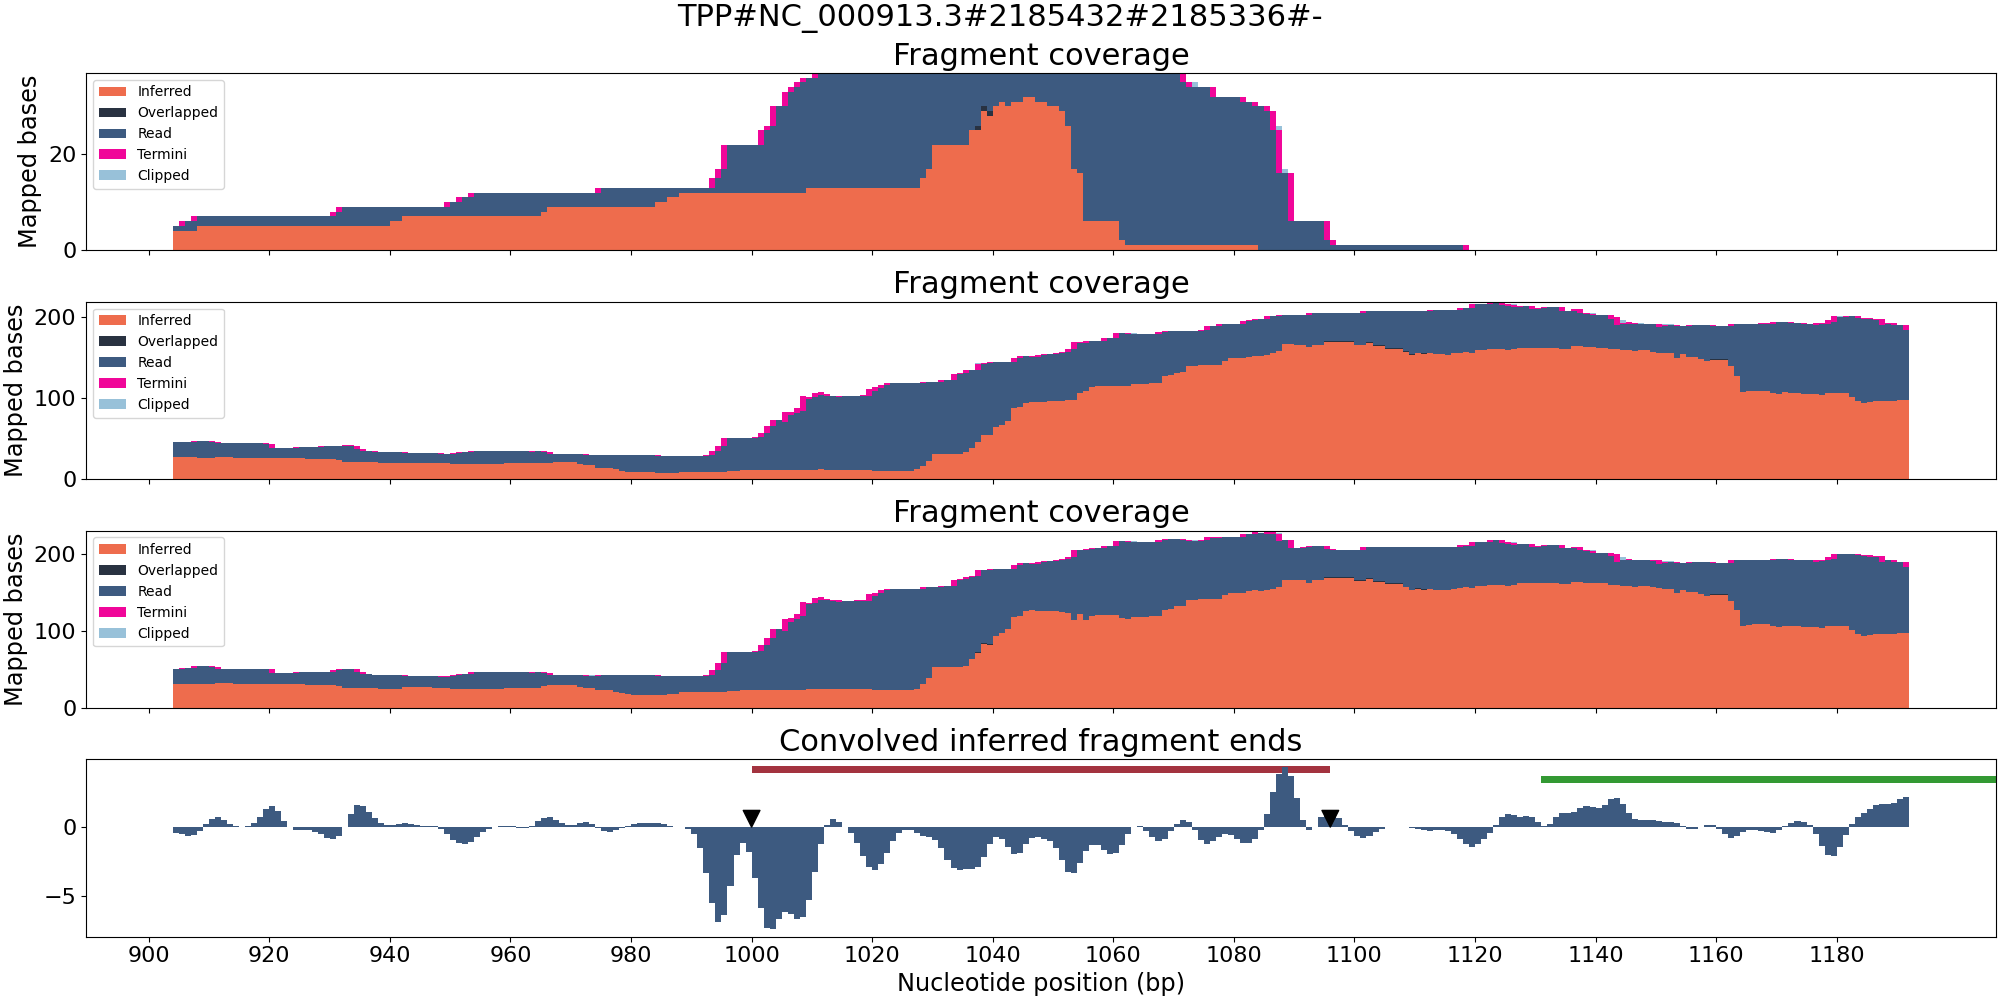 TPP#NC_000913.3#2185432#2185336#-
Fragment coverage
Mapped bases
20
0
Inferred
Overlapped
Read
Termini
Clipped
Fragment coverage
Mapped bases
200
100
0
Inferred
Overlapped
Read
Termini
Clipped
Fragment coverage
Mapped bases
200
100
0
Inferred
Overlapped
Read
Termini
Clipped
Convolved inferred fragment ends
0
−5
900 920 940 960 980 1000 1020 1040 1060 1080 1100 1120 1140 1160 1180
Nucleotide position (bp)